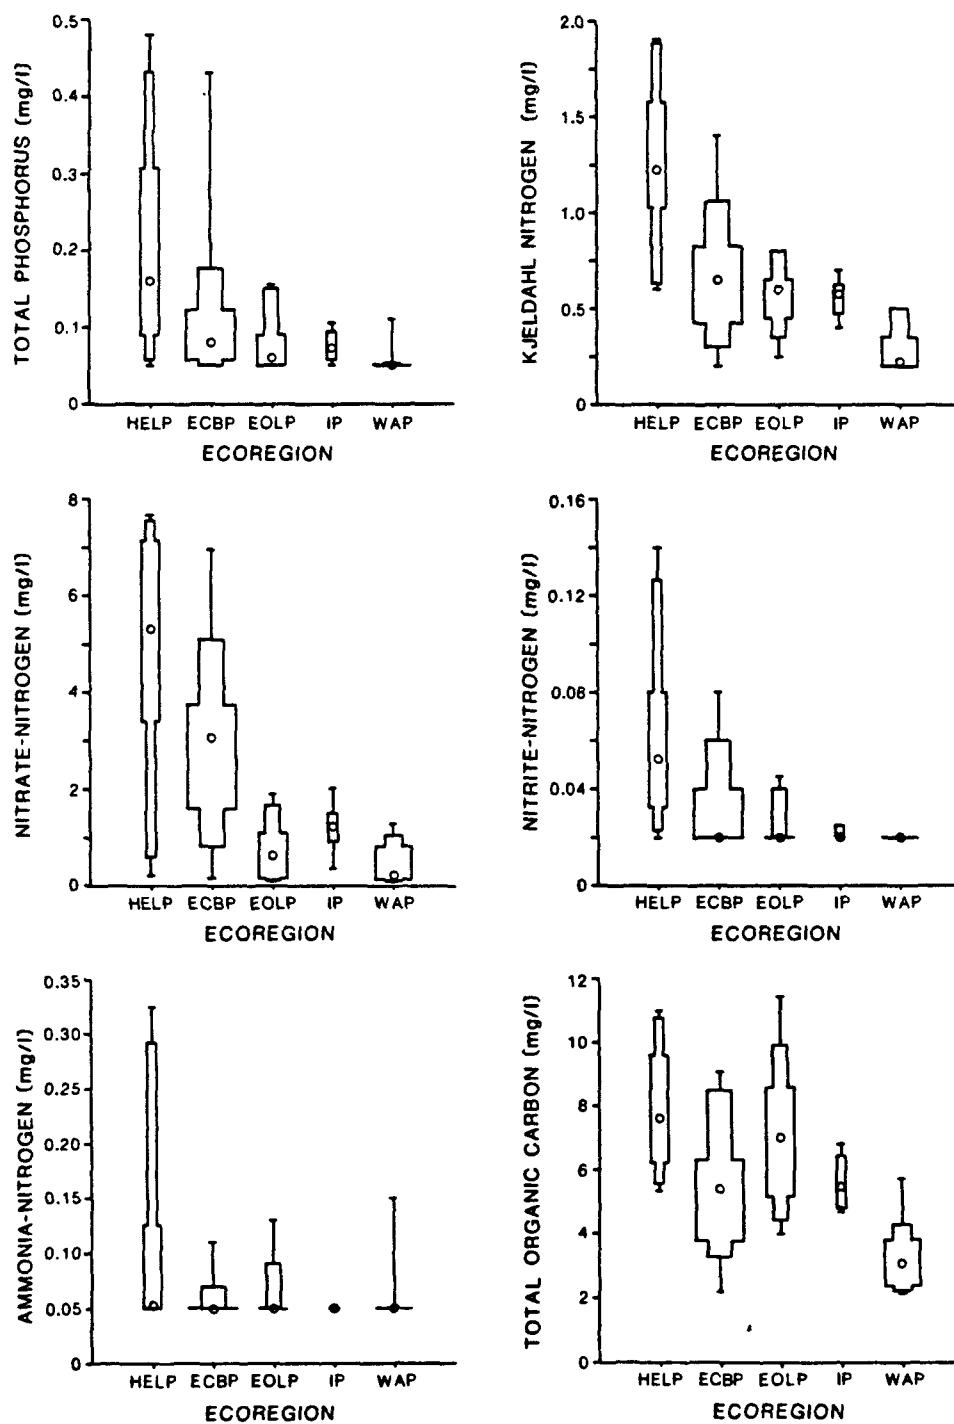 TOTAL PHOSPHORUS (mg/l)
0.5
0.4
0.3
0.2
0.1
0
HELP ECBP EOLP IP WAP
ECOREGION
KJELDAHL NITROGEN (mg/l)
2.0
1.5
1.0
0.5
0
HELP ECBP EOLP IP WAP
ECOREGION
NITRATE-NITROGEN (mg/l)
8
6
4
2
0
HELP ECBP EOLP IP WAP
ECOREGION
NITRITE-NITROGEN (mg/l)
0.16
0.12
0.08
0.04
0
HELP ECBP EOLP IP WAP
ECOREGION
AMMONIA-NITROGEN (mg/l)
0.35
0.30
0.25
0.20
0.15
0.10
0.05
0
HELP ECBP EOLP IP WAP
ECOREGION
TOTAL ORGANIC CARBON (mg/l)
12
10
8
6
4
2
0
HELP ECBP EOLP IP WAP
ECOREGION